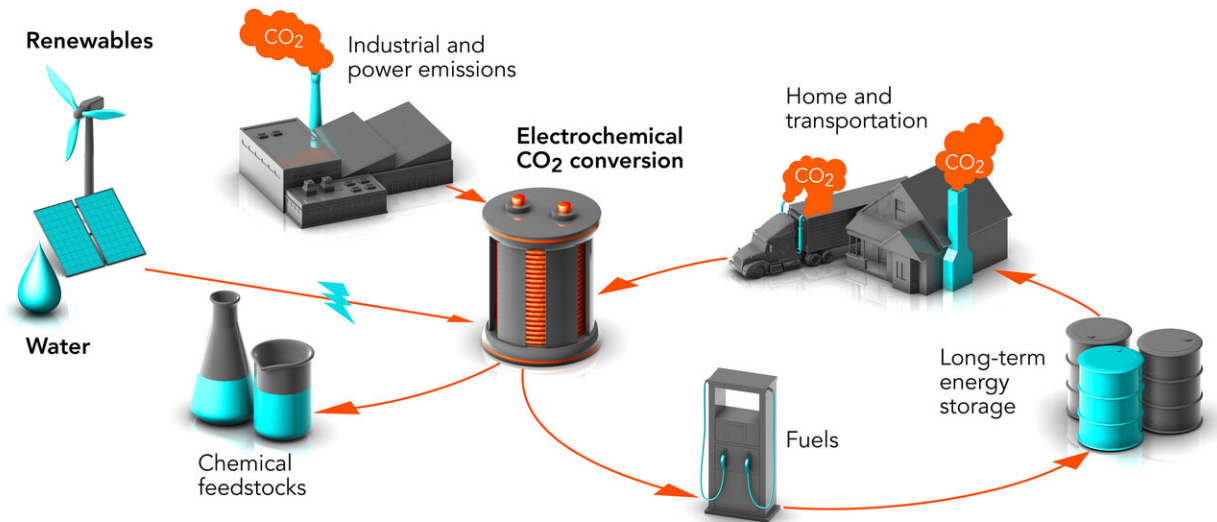 Renewables
CO₂
Industrial and
power emissions
Electrochemical
CO₂ conversion
Home and
transportation
CO₂
CO₂
Water
Chemical
feedstocks
Fuels
Long-term
energy
storage